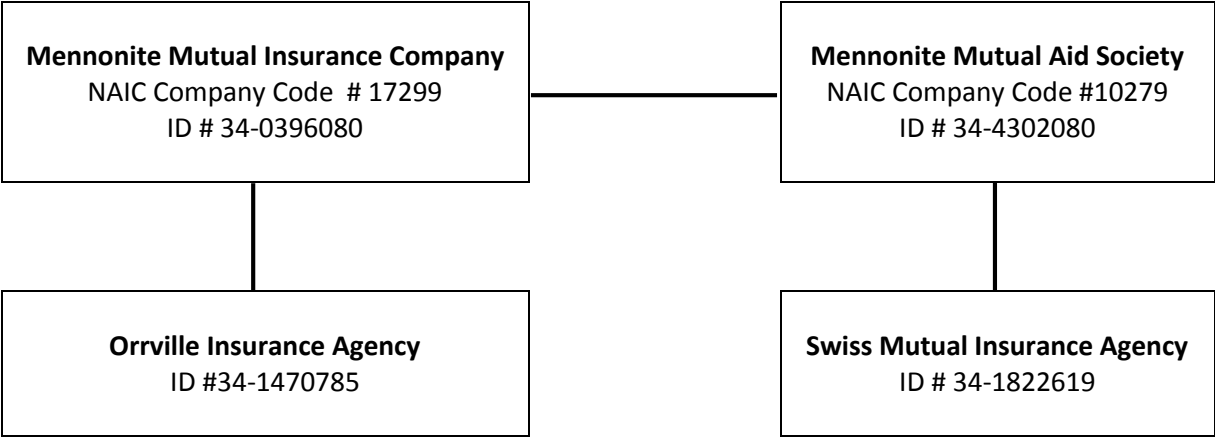 Mennonite Mutual Insurance Company
NAIC Company Code # 17299
ID # 34-0396080
Mennonite Mutual Aid Society
NAIC Company Code #10279
ID # 34-4302080
Orrville Insurance Agency
ID #34-1470785
Swiss Mutual Insurance Agency
ID # 34-1822619